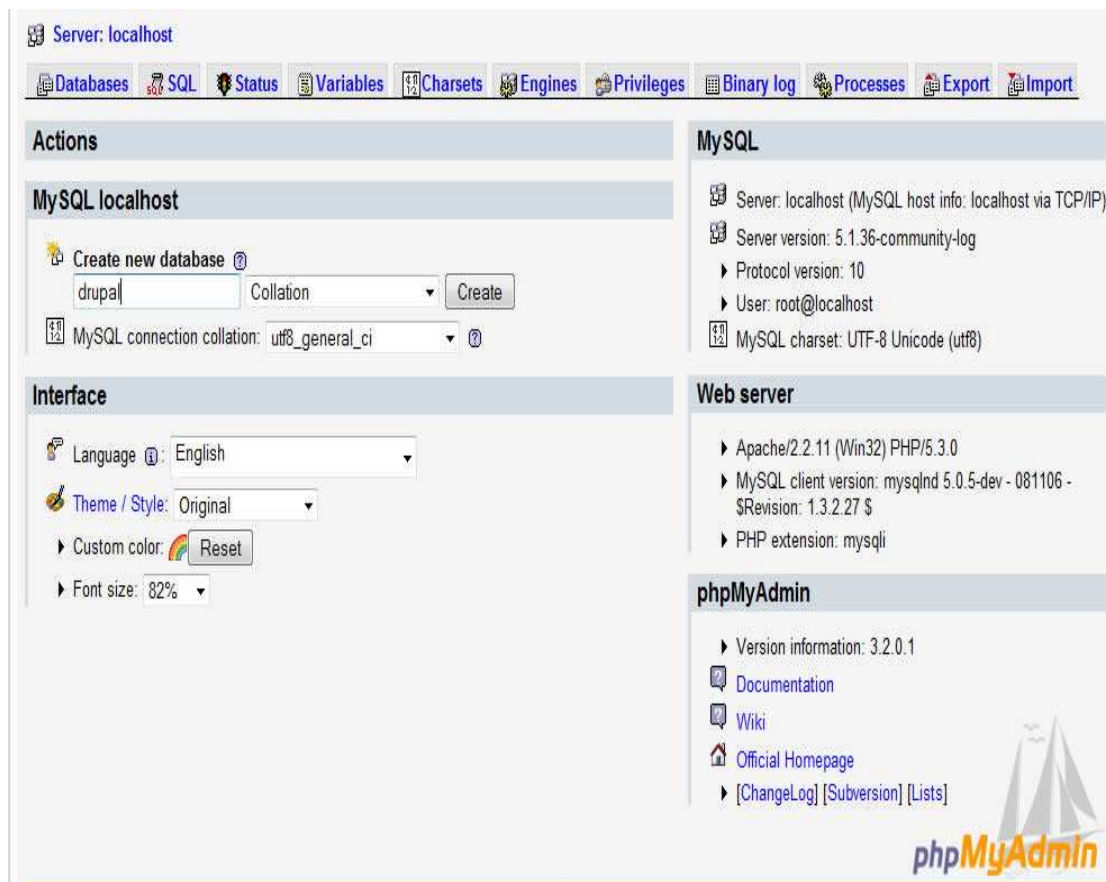 Server: localhost
Databases SQL Status Variables Charsets Engines Privileges Binary log Processes Export Import
Actions
MySQL localhost
Create new database
drupal Collation Create
MySQL connection collation: utf8_general_ci
Interface
Language : English
Theme / Style: Original
Custom color: Reset
Font size: 82%
MySQL
Server: localhost (MySQL host info: localhost via TCP/IP)
Server version: 5.1.36-community-log
Protocol version: 10
User: root@localhost
MySQL charset: UTF-8 Unicode (utf8)
Web server
Apache/2.2.11 (Win32) PHP/5.3.0
MySQL client version: mysqlnd 5.0.5-dev - 081106 -
$Revision: 1.3.2.27 $
PHP extension: mysqli
phpMyAdmin
Version information: 3.2.0.1
Documentation
Wiki
Official Homepage
[ChangeLog] [Subversion] [Lists]
phpMyAdmin